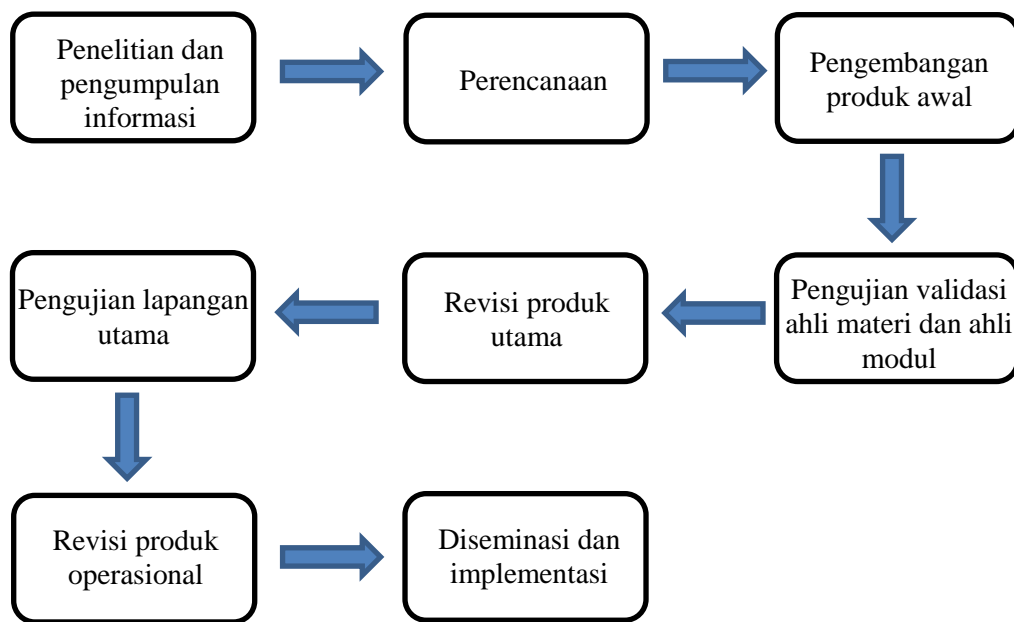 Penelitian dan
pengumpulan
informasi
Perencanaan
Pengembangan
produk awal
Pengujian validasi
ahli materi dan ahli
modul
Revisi produk
utama
Pengujian lapangan
utama
Revisi produk
operasional
Diseminasi dan
implementasi